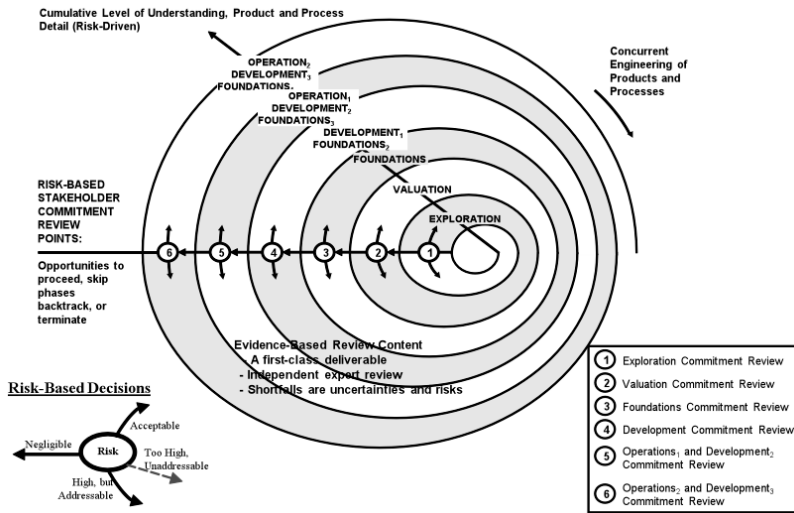 Cumulative Level of Understanding, Product and Process
Detail (Risk-Driven)
Concurrent
Engineering of
Products and
Processes
OPERATION2
DEVELOPMENT3
FOUNDATIONS
OPERATION1
DEVELOPMENT2
FOUNDATIONS3
DEVELOPMENT1
FOUNDATIONS2
FOUNDATIONS
VALUATION
EXPLORATION
RISK-BASED
STAKEHOLDER
COMMITMENT
REVIEW
POINTS:
6 5 4 3 2 1
Opportunities to
proceed, skip
phases
backtrack, or
terminate
Evidence-Based Review Content
- A first-class deliverable
- Independent expert review
- Shortfalls are uncertainties and risks
1 Exploration Commitment Review
2 Valuation Commitment Review
3 Foundations Commitment Review
4 Development Commitment Review
5 Operations1 and Development2
Commitment Review
6 Operations2 and Development3
Commitment Review
Risk-Based Decisions
Acceptable
Negligible
Risk
Too High,
Unaddressable
High, but
Addressable